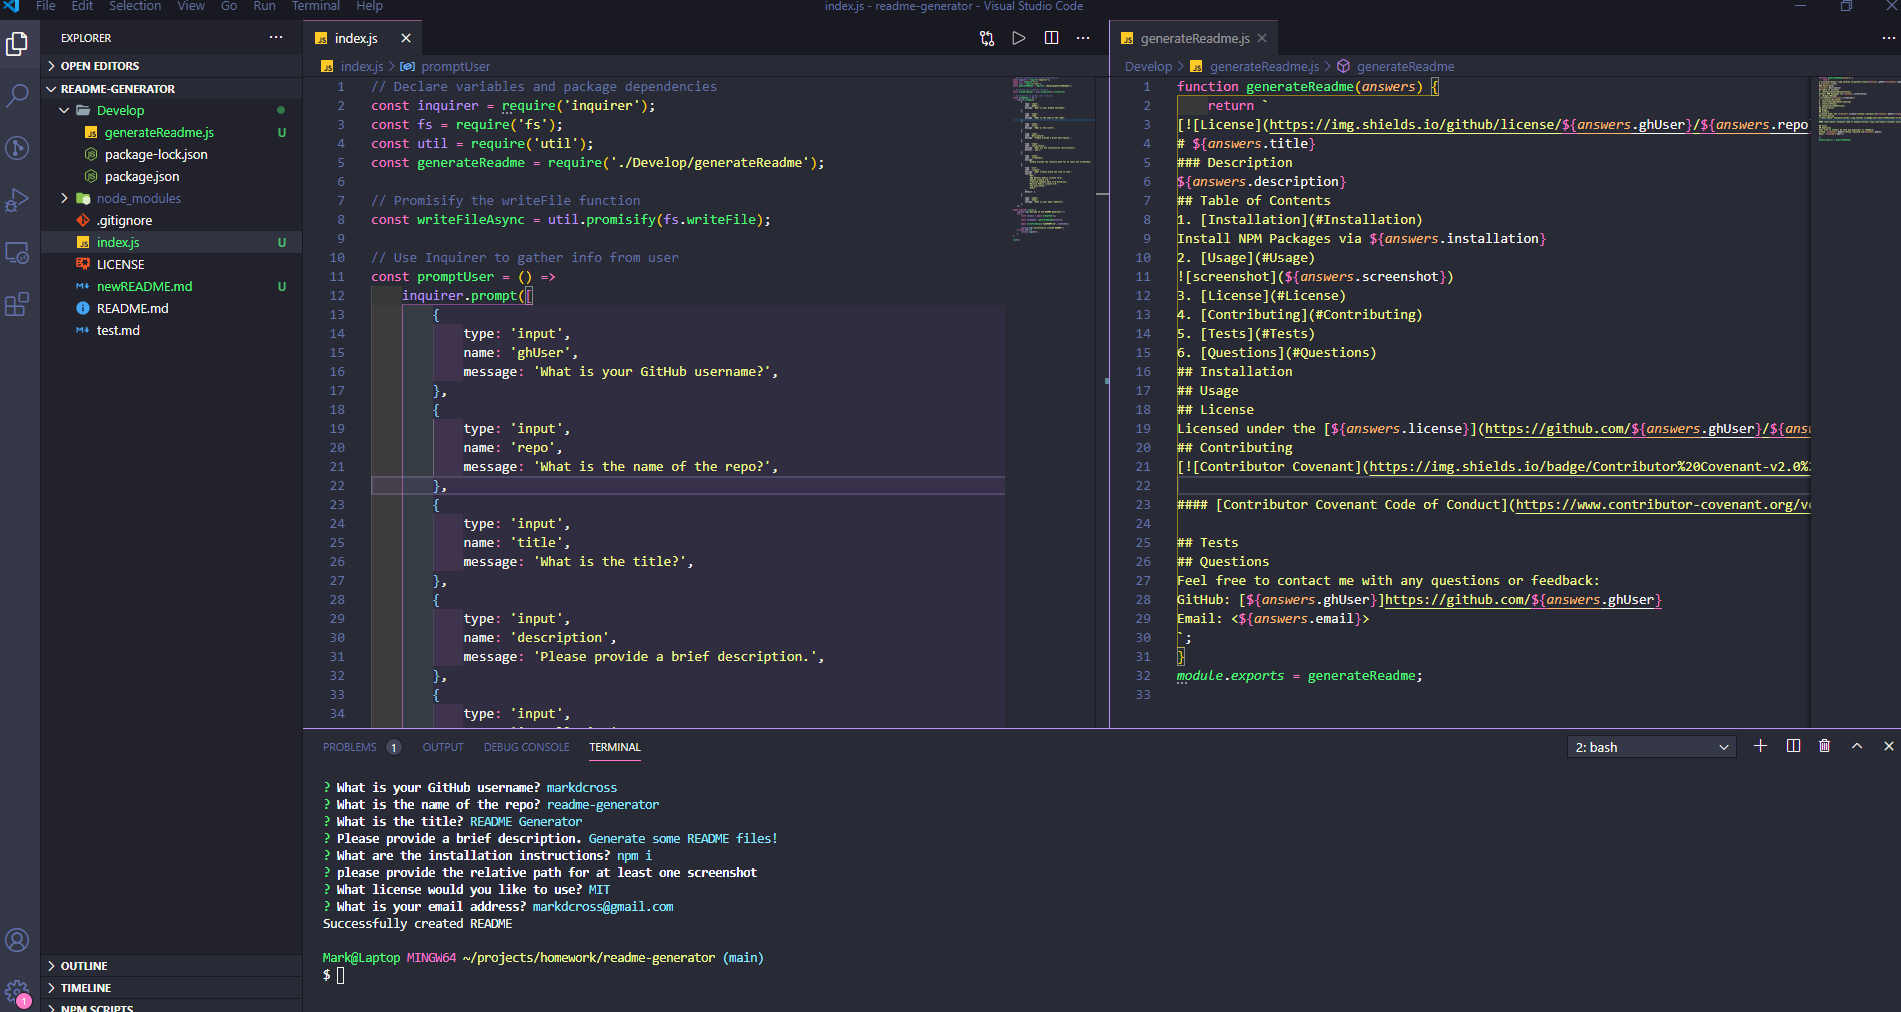 File Edit Selection View Go Run Terminal Help
index.js - readme-generator - Visual Studio Code
EXPLORER
OPEN EDITORS
README-GENERATOR
Develop
generateReadme.js U
package-lock.json
package.json
node_modules
.gitignore
index.js U
LICENSE
newREADME.md U
README.md
test.md
OUTLINE
TIMELINE
NPM SCRIPTS
1
index.js
index.js > promptUser
1 // Declare variables and package dependencies
2 const inquirer = require('inquirer');
3 const fs = require('fs');
4 const util = require('util');
5 const generateReadme = require('./Develop/generateReadme');
6
7 // Promisify the writeFile function
8 const writeFileAsync = util.promisify(fs.writeFile);
9
10 // Use Inquirer to gather info from user
11 const promptUser = () =>
12 inquirer.prompt([
13 {
14 type: 'input',
15 name: 'ghUser',
16 message: 'What is your GitHub username?',
17 },
18 {
19 type: 'input',
20 name: 'repo',
21 message: 'What is the name of the repo?',
22 },
23 {
24 type: 'input',
25 name: 'title',
26 message: 'What is the title?',
27 },
28 {
29 type: 'input',
30 name: 'description',
31 message: 'Please provide a brief description.',
32 },
33 {
34 type: 'input',
generateReadme.js
Develop > generateReadme.js > generateReadme
1 function generateReadme(answers) {
2 return `
3 [![License](https://img.shields.io/github/license/${answers.ghUser}/${answers.repo
4 # ${answers.title}
5 ### Description
6 ${answers.description}
7 ## Table of Contents
8 1. [Installation](#Installation)
9 Install NPM Packages via ${answers.installation}
10 2. [Usage](#Usage)
11 ![screenshot](${answers.screenshot})
12 3. [License](#License)
13 4. [Contributing](#Contributing)
14 5. [Tests](#Tests)
15 6. [Questions](#Questions)
16 ## Installation
17 ## Usage
18 ## License
19 Licensed under the [${answers.license}](https://github.com/${answers.ghUser}/${ans
20 ## Contributing
21 [![Contributor Covenant](https://img.shields.io/badge/Contributor%20Covenant-v2.0%
22
23 #### [Contributor Covenant Code of Conduct](https://www.contributor-covenant.org/v
24
25 ## Tests
26 ## Questions
27 Feel free to contact me with any questions or feedback:
28 GitHub: [${answers.ghUser}]https://github.com/${answers.ghUser}
29 Email: <${answers.email}>
30 `;
31 }
32 module.exports = generateReadme;
33
PROBLEMS 1 OUTPUT DEBUG CONSOLE TERMINAL
2: bash
? What is your GitHub username? markdcross
? What is the name of the repo? readme-generator
? What is the title? README Generator
? Please provide a brief description. Generate some README files!
? What are the installation instructions? npm i
? please provide the relative path for at least one screenshot
? What license would you like to use? MIT
? What is your email address? markdcross@gmail.com
Successfully created README
Mark@Laptop MINGW64 ~/projects/homework/readme-generator (main)
$